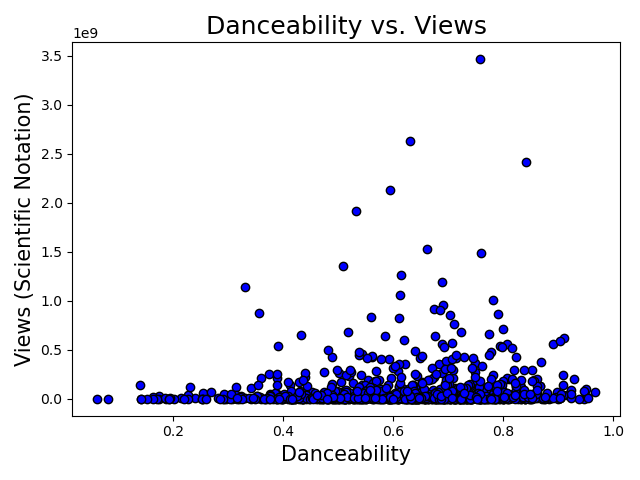 Danceability vs. Views
1e9
3.5
3.0
2.5
2.0
1.5
1.0
0.5
0.0
Views (Scientific Notation)
0.2 0.4 0.6 0.8 1.0
Danceability